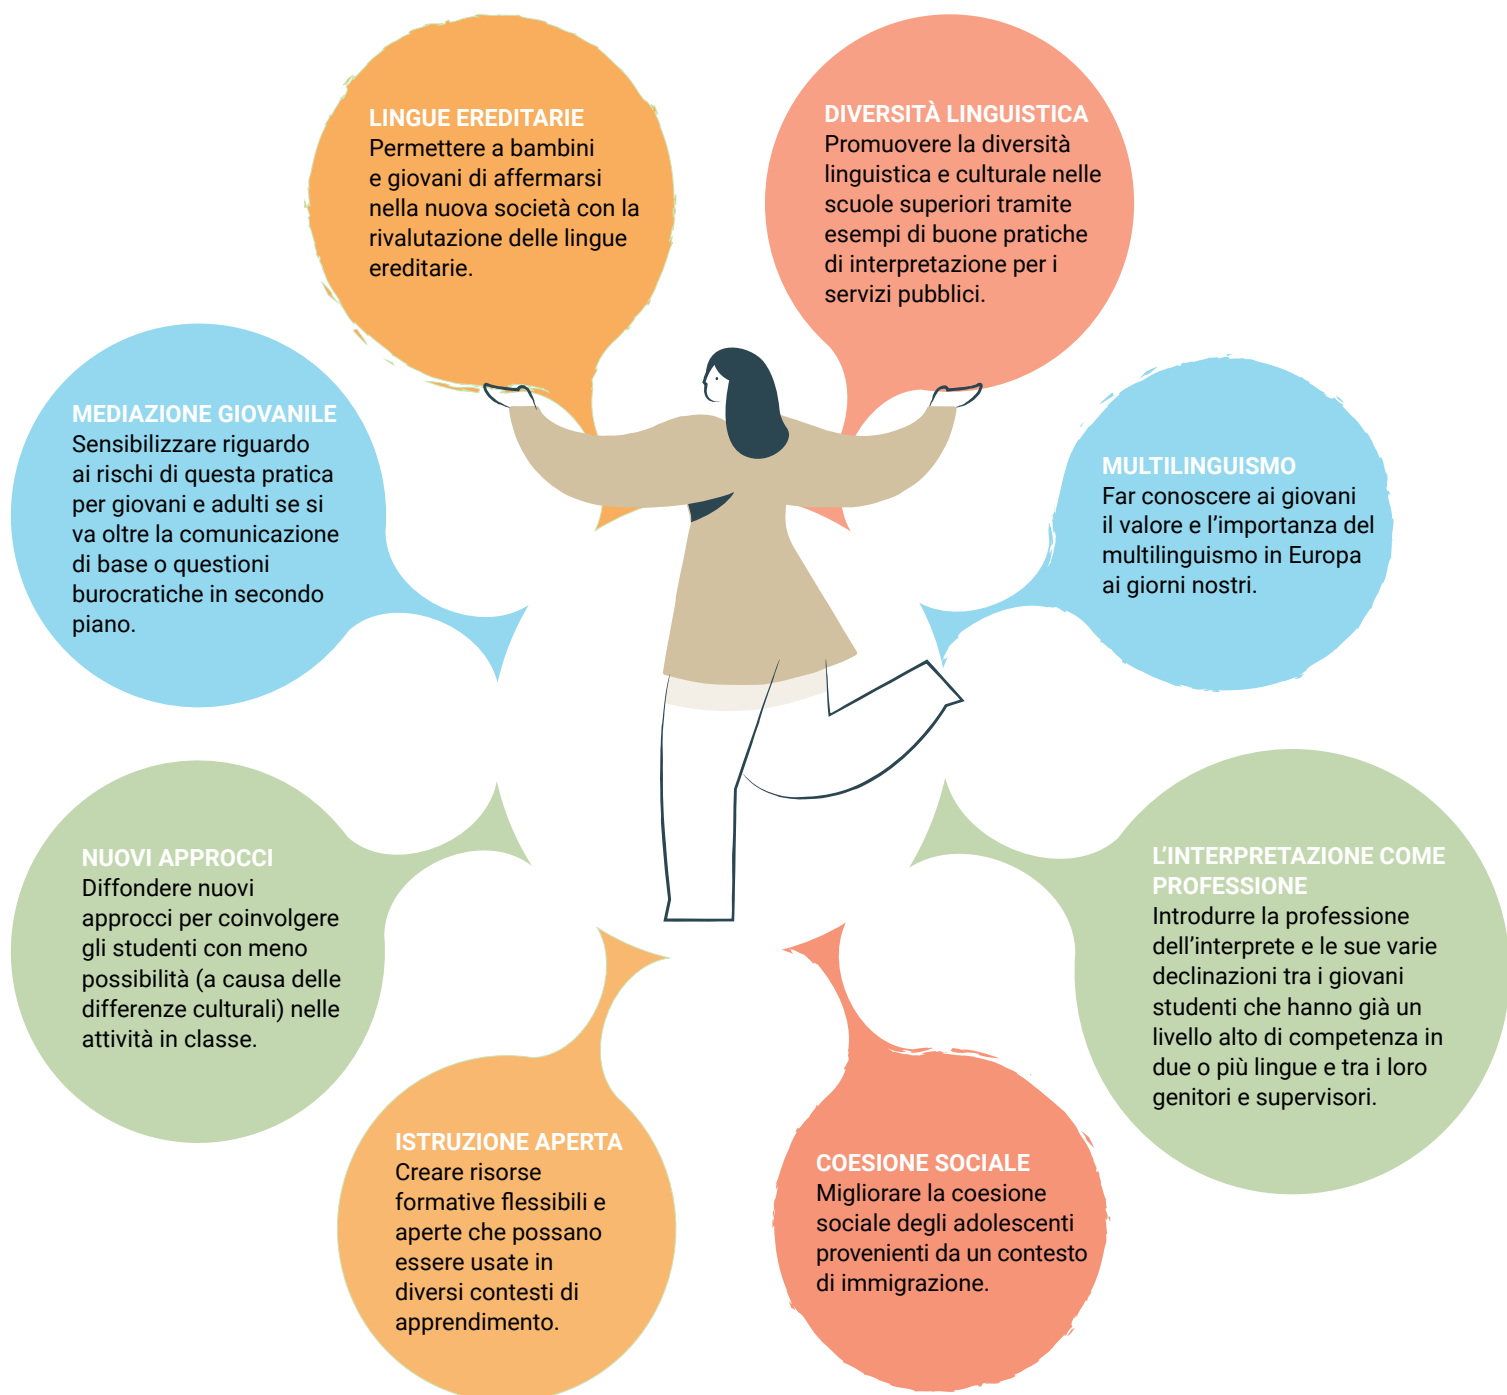 LINGUE EREDITARIE
Permettere a bambini
e giovani di affermarsi
nella nuova società con la
rivalutazione delle lingue
ereditarie.
DIVERSITÀ LINGUISTICA
Promuovere la diversità
linguistica e culturale nelle
scuole superiori tramite
esempi di buone pratiche
di interpretazione per i
servizi pubblici.
MEDIAZIONE GIOVANILE
Sensibilizzare riguardo
ai rischi di questa pratica
per giovani e adulti se si
va oltre la comunicazione
di base o questioni
burocratiche in secondo
piano.
MULTILINGUISMO
Far conoscere ai giovani
il valore e l’importanza del
multilinguismo in Europa
ai giorni nostri.
NUOVI APPROCCI
Diffondere nuovi
approcci per coinvolgere
gli studenti con meno
possibilità (a causa delle
differenze culturali) nelle
attività in classe.
L’INTERPRETAZIONE COME
PROFESSIONE
Introdurre la professione
dell’interprete e le sue varie
declinazioni tra i giovani
studenti che hanno già un
livello alto di competenza in
due o più lingue e tra i loro
genitori e supervisori.
ISTRUZIONE APERTA
Creare risorse
formative flessibili e
aperte che possano
essere usate in
diversi contesti di
apprendimento.
COESIONE SOCIALE
Migliorare la coesione
sociale degli adolescenti
provenienti da un contesto
di immigrazione.